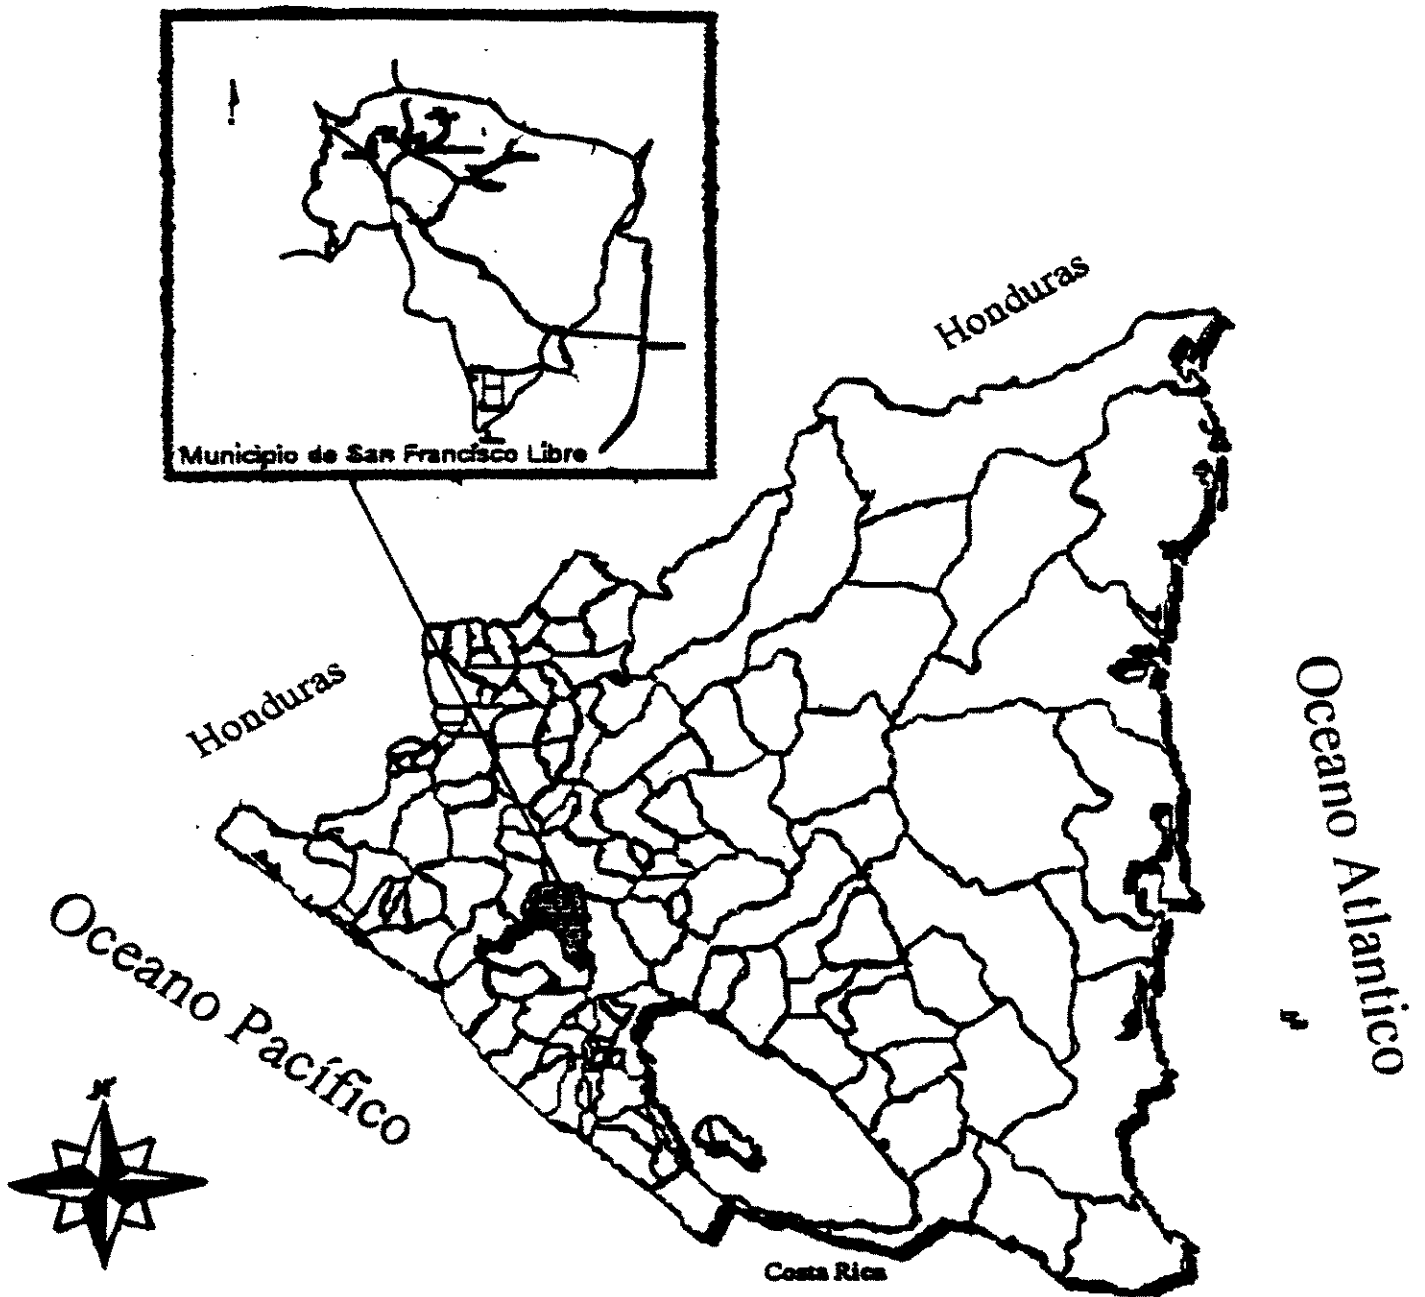 Municipio de San Francisco Libre
Honduras
Honduras
Oceano Atlantico
Oceano Pacífico
N
Costa Rica